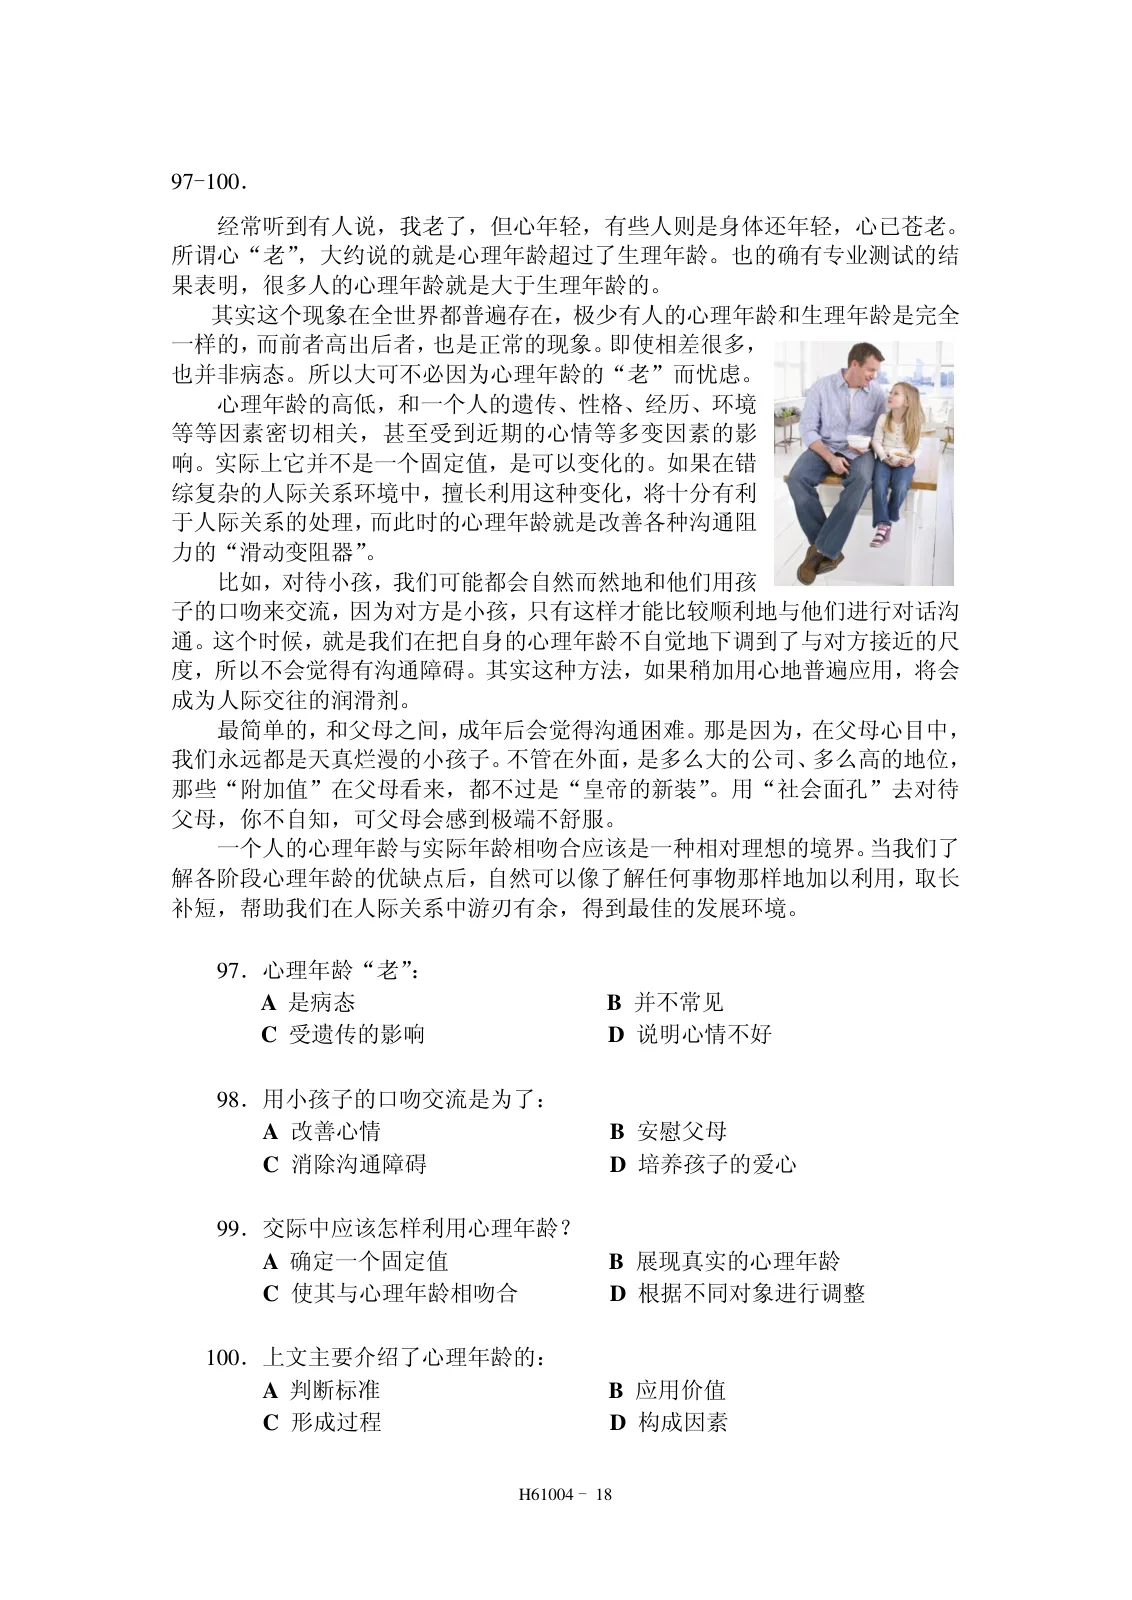 97-100.
经常听到有人说，我老了，但心年轻，有些人则是身体还年轻，心已苍老。
所谓心“老”，大约说的就是心理年龄超过了生理年龄。也的确有专业测试的结
果表明，很多人的心理年龄就是大于生理年龄的。
其实这个现象在全世界都普遍存在，极少有人的心理年龄和生理年龄是完全
一样的，而前者高出后者，也是正常的现象。即使相差很多，
也并非病态。所以大可不必因为心理年龄的“老”而忧虑。
心理年龄的高低，和一个人的遗传、性格、经历、环境
等等因素密切相关，甚至受到近期的心情等多变因素的影
响。实际上它并不是一个固定值，是可以变化的。如果在错
综复杂的人际关系环境中，擅长利用这种变化，将十分有利
于人际关系的处理，而此时的心理年龄就是改善各种沟通阻
力的“滑动变阻器”。
比如，对待小孩，我们可能都会自然而然地和他们用孩
子的口吻来交流，因为对方是小孩，只有这样才能比较顺利地与他们进行对话沟
通。这个时候，就是我们在把自身的心理年龄不自觉地下调到了与对方接近的尺
度，所以不会觉得有沟通障碍。其实这种方法，如果稍加用心地普遍应用，将会
成为人际交往的润滑剂。
最简单的，和父母之间，成年后会觉得沟通困难。那是因为，在父母心目中，
我们永远都是天真烂漫的小孩子。不管在外面，是多么大的公司、多么高的地位，
那些“附加值”在父母看来，都不过是“皇帝的新装”。用“社会面孔”去对待
父母，你不自知，可父母会感到极端不舒服。
一个人的心理年龄与实际年龄相吻合应该是一种相对理想的境界。当我们了
解各阶段心理年龄的优缺点后，自然可以像了解任何事物那样地加以利用，取长
补短，帮助我们在人际关系中游刃有余，得到最佳的发展环境。
97. 心理年龄“老”：
A 是病态 B 并不常见
C 受遗传的影响 D 说明心情不好
98. 用小孩子的口吻交流是为了：
A 改善心情 B 安慰父母
C 消除沟通障碍 D 培养孩子的爱心
99. 交际中应该怎样利用心理年龄？
A 确定一个固定值 B 展现真实的心理年龄
C 使其与心理年龄相吻合 D 根据不同对象进行调整
100. 上文主要介绍了心理年龄的：
A 判断标准 B 应用价值
C 形成过程 D 构成因素
H61004 - 18